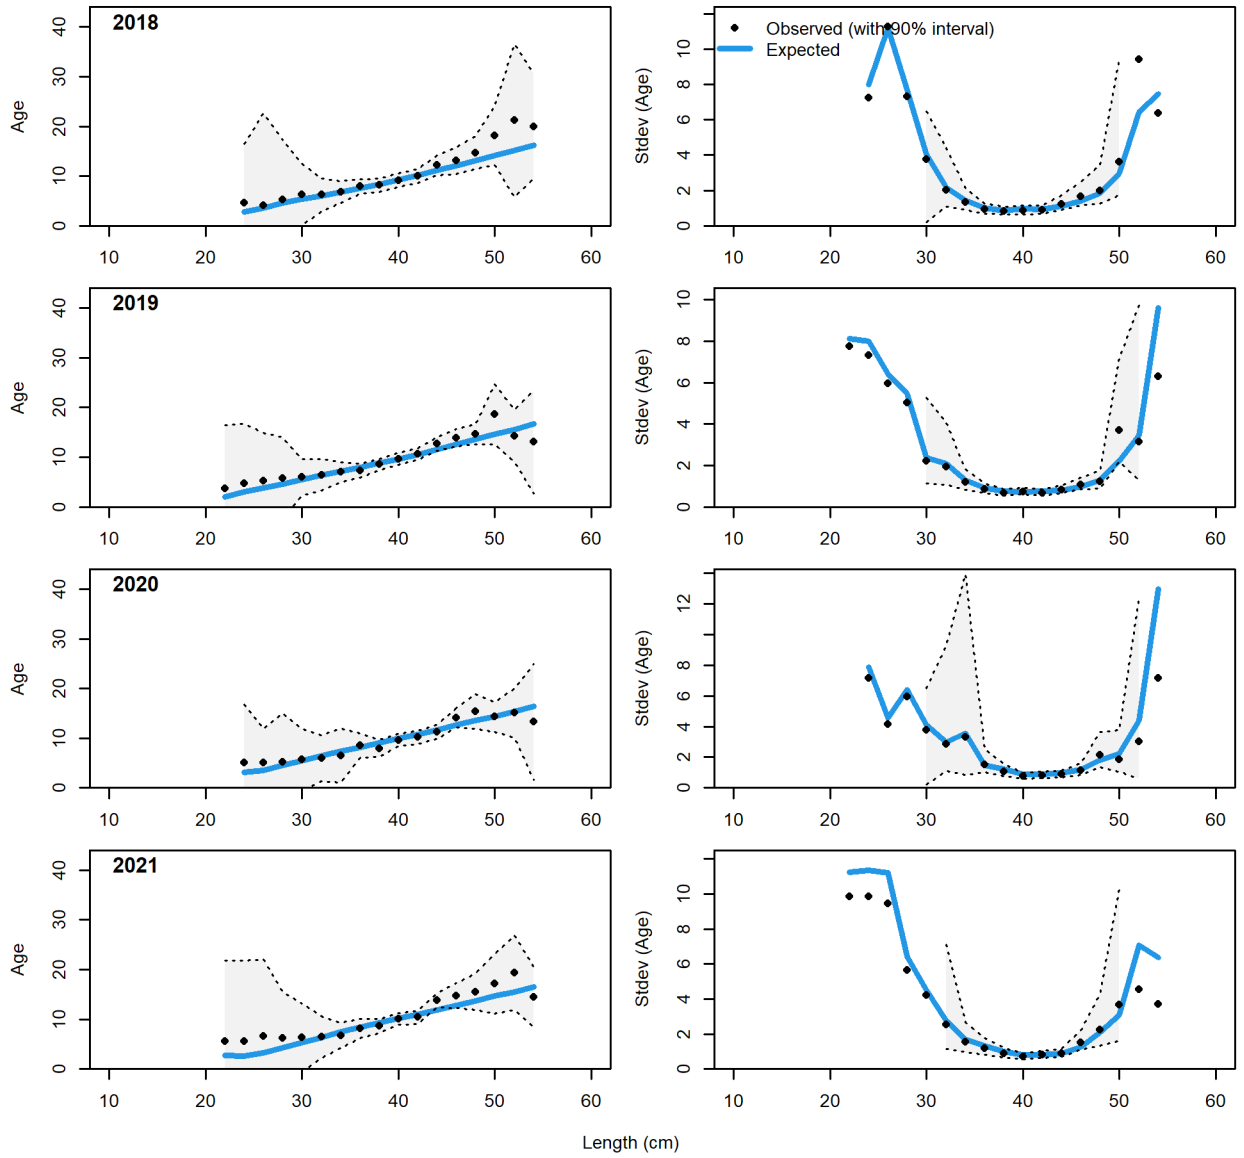 2018
Age
0 10 20 30 40
10 20 30 40 50 60
Observed (with 90% interval)
Expected
Stdev (Age)
0 2 4 6 8 10
10 20 30 40 50 60
2019
Age
0 10 20 30 40
10 20 30 40 50 60
Stdev (Age)
0 2 4 6 8 10
10 20 30 40 50 60
2020
Age
0 10 20 30 40
10 20 30 40 50 60
Stdev (Age)
0 2 4 6 8 12
10 20 30 40 50 60
2021
Age
0 10 20 30 40
10 20 30 40 50 60
Stdev (Age)
0 2 4 6 8 10
10 20 30 40 50 60
Length (cm)